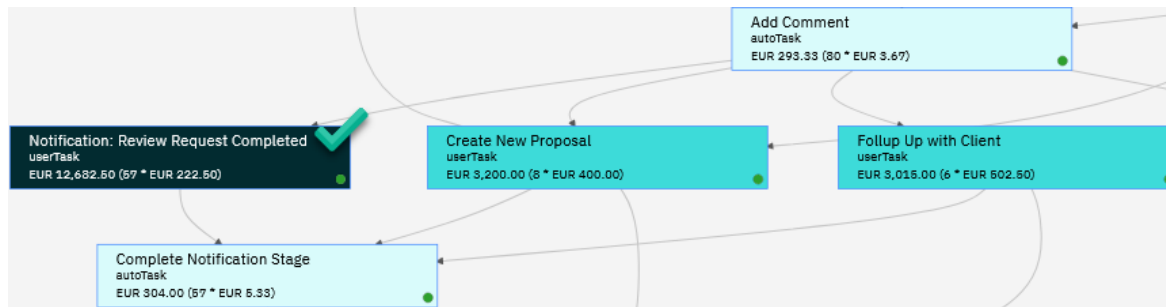 Add Comment
autoTask
EUR 293.33 (80 * EUR 3.67)
Notification: Review Request Completed
userTask
EUR 12,682.50 (57 * EUR 222.50)
Create New Proposal
userTask
EUR 3,200.00 (8 * EUR 400.00)
Follup Up with Client
userTask
EUR 3,015.00 (6 * EUR 502.50)
Complete Notification Stage
autoTask
EUR 304.00 (57 * EUR 5.33)